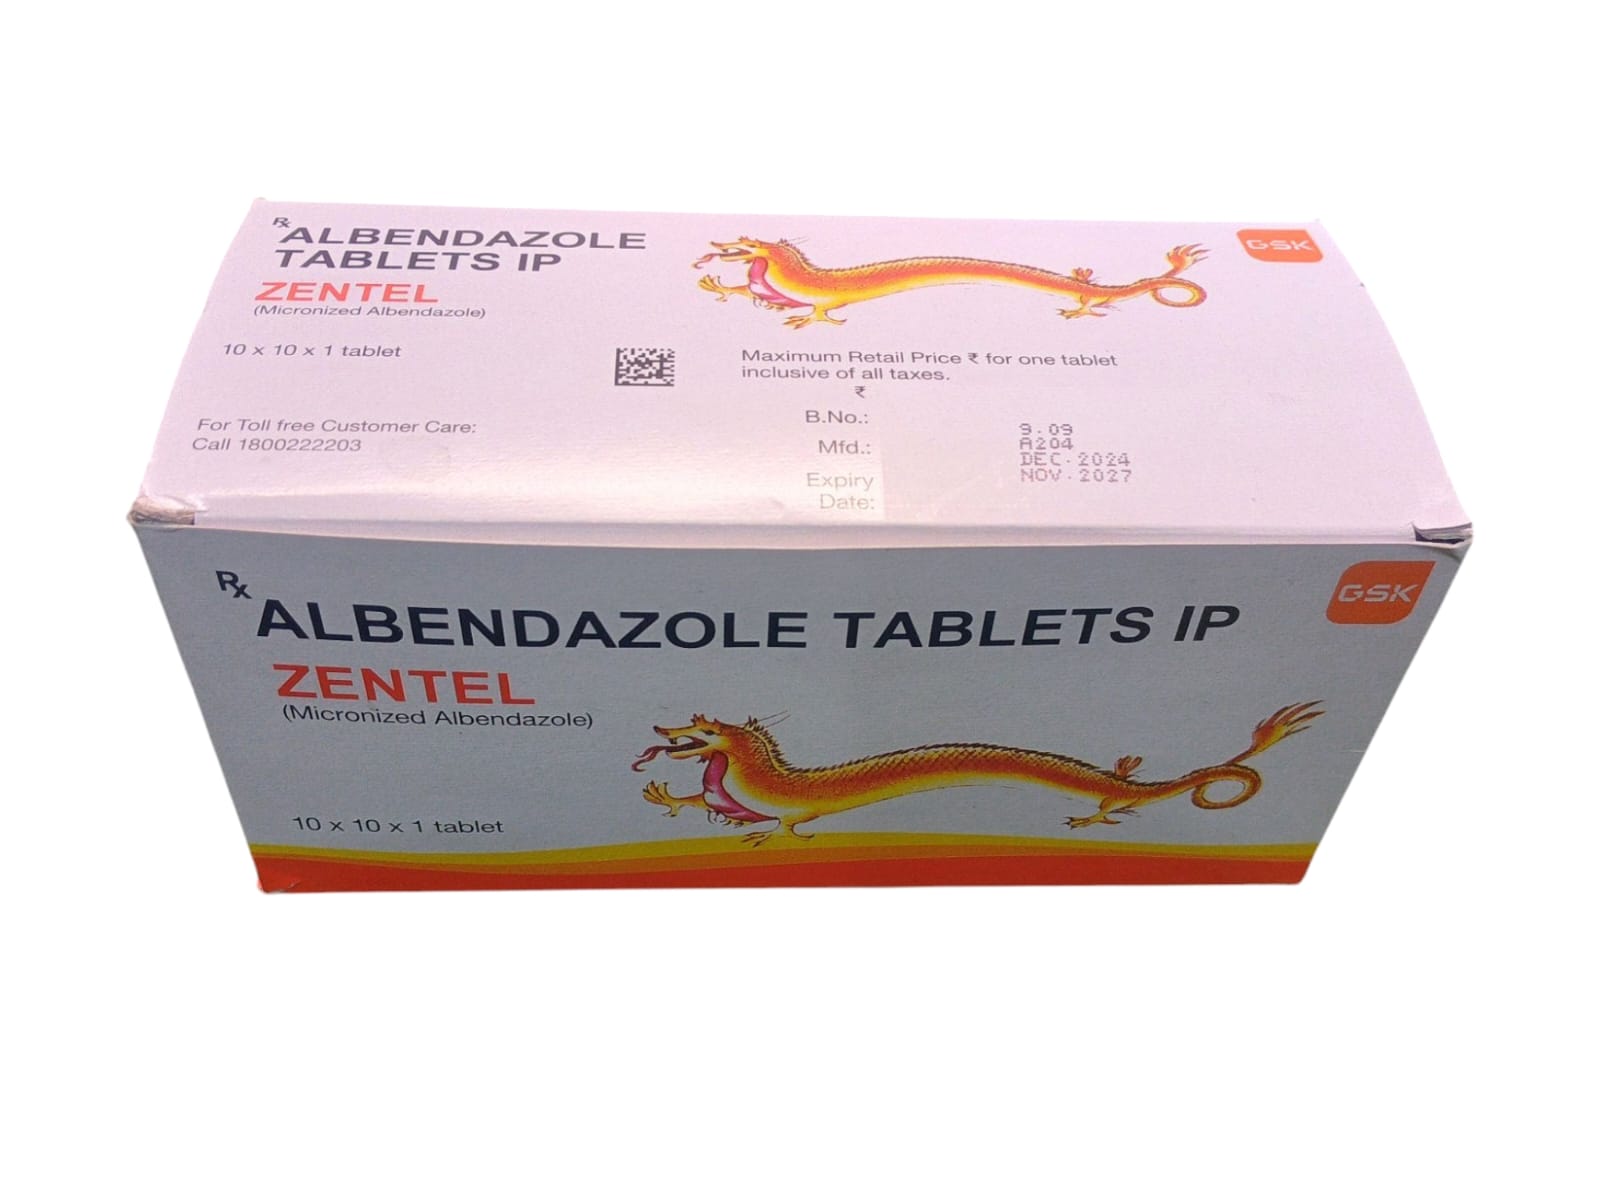 Rx
ALBENDAZOLE
TABLETS IP
ZENTEL
(Micronized Albendazole)
10 x 10 x 1 tablet
For Toll free Customer Care:
Call 1800222203
GSK
Maximum Retail Price ₹ for one tablet
inclusive of all taxes.
₹
B.No.:
Mfd.:
Expiry
Date:
9.09
A204
DEC.2024
NOV.2027
Rx
ALBENDAZOLE TABLETS IP
ZENTEL
(Micronized Albendazole)
10 x 10 x 1 tablet
GSK